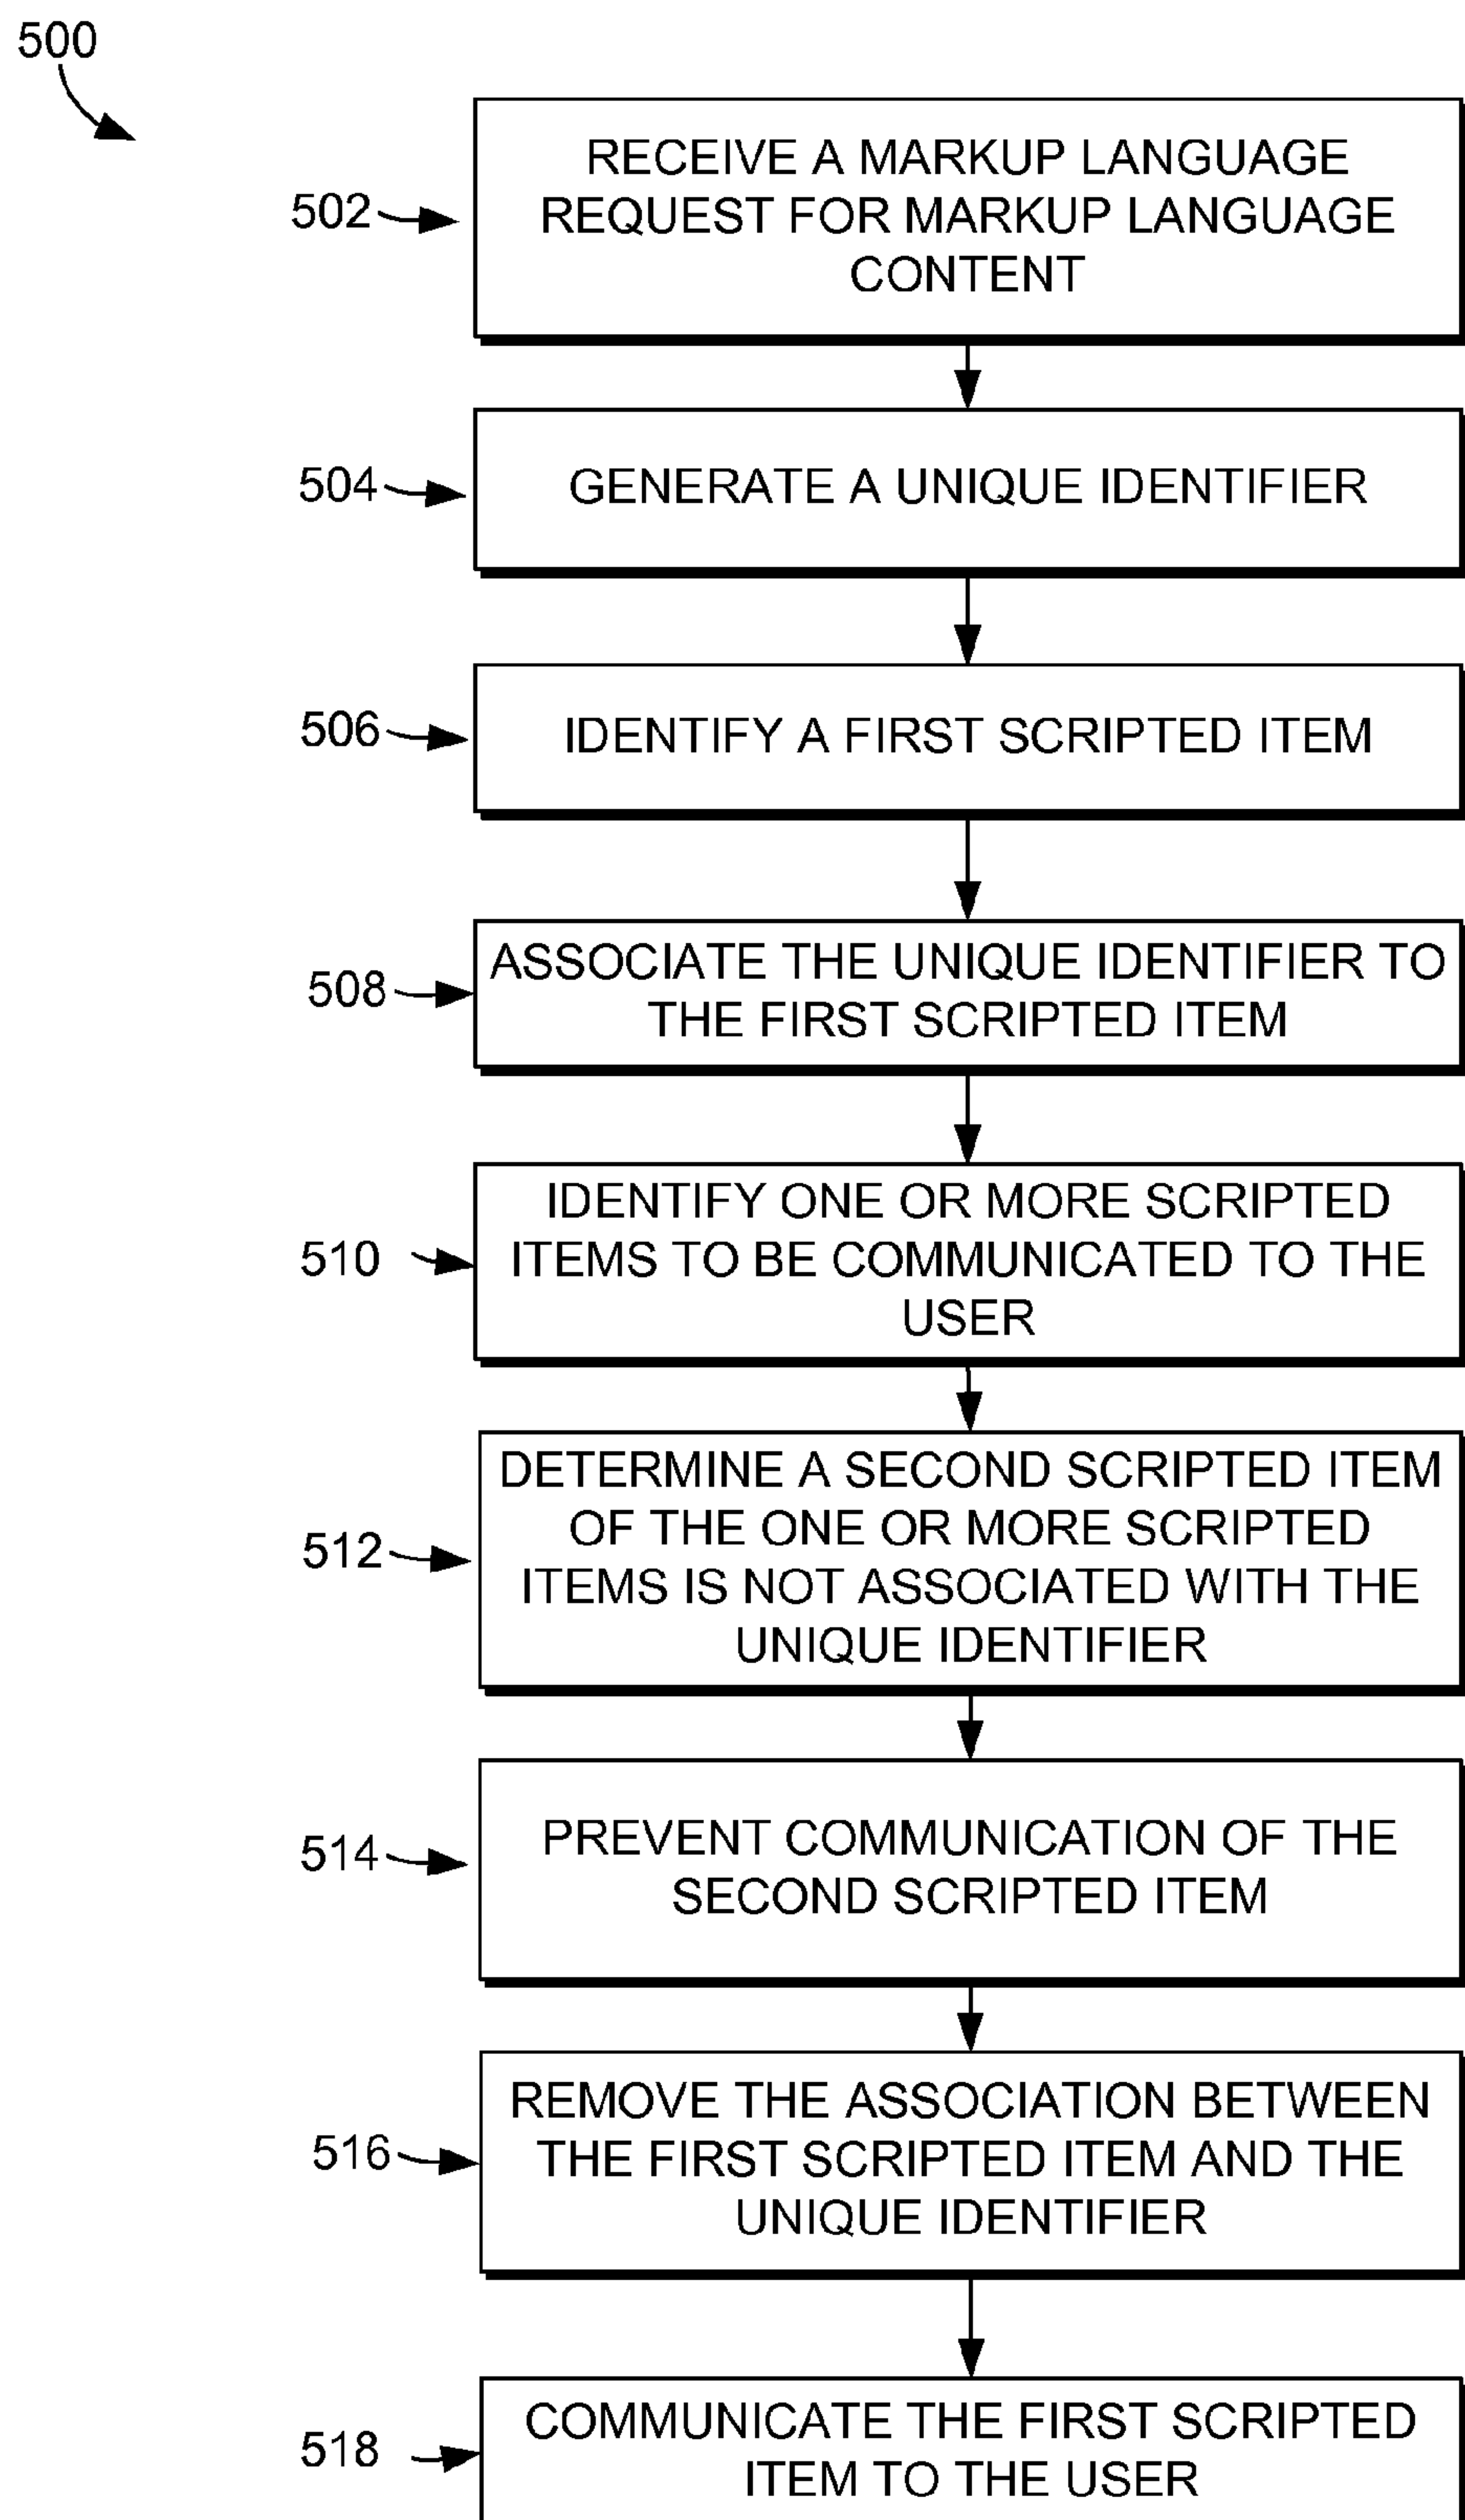 500
502
RECEIVE A MARKUP LANGUAGE
REQUEST FOR MARKUP LANGUAGE
CONTENT
504
GENERATE A UNIQUE IDENTIFIER
506
IDENTIFY A FIRST SCRIPTED ITEM
508
ASSOCIATE THE UNIQUE IDENTIFIER TO
THE FIRST SCRIPTED ITEM
510
IDENTIFY ONE OR MORE SCRIPTED
ITEMS TO BE COMMUNICATED TO THE
USER
512
DETERMINE A SECOND SCRIPTED ITEM
OF THE ONE OR MORE SCRIPTED
ITEMS IS NOT ASSOCIATED WITH THE
UNIQUE IDENTIFIER
514
PREVENT COMMUNICATION OF THE
SECOND SCRIPTED ITEM
516
REMOVE THE ASSOCIATION BETWEEN
THE FIRST SCRIPTED ITEM AND THE
UNIQUE IDENTIFIER
518
COMMUNICATE THE FIRST SCRIPTED
ITEM TO THE USER